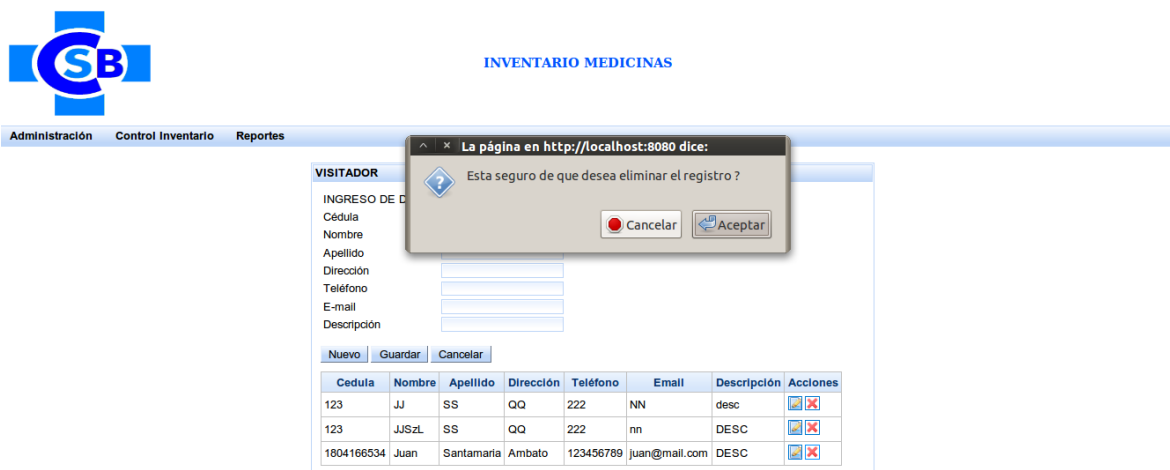 CSB
INVENTARIO MEDICINAS
Administración Control Inventario Reportes
La página en http://localhost:8080 dice:
Esta seguro de que desea eliminar el registro ?
Cancelar Aceptar
VISITADOR
INGRESO DE
Cédula
Nombre
Apellido
Dirección
Teléfono
E-mail
Descripción
Nuevo Guardar Cancelar
Cedula Nombre Apellido Dirección Teléfono Email Descripción Acciones
123 JJ SS QQ 222 NN desc
123 JJSzL SS QQ 222 nn DESC
1804166534 Juan Santamaria Ambato 123456789 juan@mail.com DESC